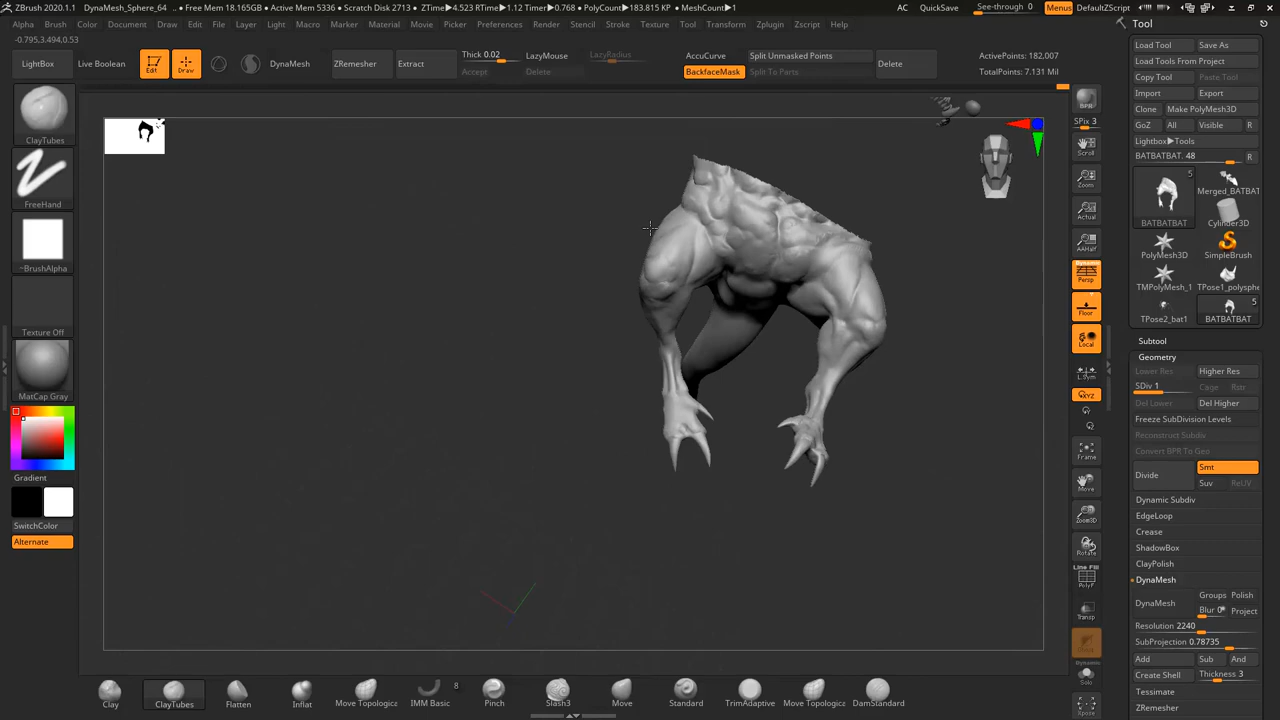 ZBrush 2020.1.1
DynaMesh_Sphere_64
• Free Mem 18.165GB • Active Mem 5336 • Scratch Disk 2713 • ZTime▶4.523 RTime▶1.12 Timer▶0.768 • PolyCount▶183.815 KP • MeshCount▶1
AC
QuickSave
See-through 0
Menus
DefaultZScript
Alpha Brush Color Document Draw Edit File Layer Light Macro Marker Material Movie Picker Preferences Render Stencil Stroke Texture Tool Transform Zplugin Zscript Help
-0.795,3.494,0.53
LightBox
Live Boolean
Edit
Draw
DynaMesh
ZRemesher
Extract
Thick 0.02
Accept
LazyMouse
Delete
LazyRadius
AccuCurve
BackfaceMask
Split Unmasked Points
Split To Parts
Delete
ActivePoints: 182,007
TotalPoints: 7.131 Mil
ClayTubes
FreeHand
~BrushAlpha
Texture Off
MatCap Gray
Gradient
SwitchColor
Alternate
BPR
SPix 3
Scroll
Zoom
Actual
AAHalf
Dynamic
Persp
Floor
Local
L.Sym
XYZ
Frame
Move
Zoom3D
Rotate
Line Fill
PolyF
Transp
Dynamic
Solo
Xpose
Tool
Load Tool
Save As
Load Tools From Project
Copy Tool
Paste Tool
Import
Export
Clone
Make PolyMesh3D
GoZ
All
Visible
R
Lightbox▶Tools
BATBATBAT. 48
R
5
BATBATBAT
Merged_BATBAT
Cylinder3D
PolyMesh3D
SimpleBrush
TMPolyMesh_1
TPose1_polysphe
TPose2_bat1
5
BATBATBAT
Subtool
Geometry
Lower Res
Higher Res
SDiv 1
Cage
Rstr
Del Lower
Del Higher
Freeze SubDivision Levels
Reconstruct Subdiv
Convert BPR To Geo
Divide
Smt
Suv
ReUV
Dynamic Subdiv
EdgeLoop
Crease
ShadowBox
ClayPolish
DynaMesh
DynaMesh
Groups
Polish
Blur 0
Project
Resolution 2240
SubProjection 0.78735
Add
Sub
And
Create Shell
Thickness 3
Tessimate
ZRemesher
Clay
ClayTubes
Flatten
Inflat
Move Topologica
IMM Basic
8
Pinch
Slash3
Move
Standard
TrimAdaptive
Move Topologica
DamStandard